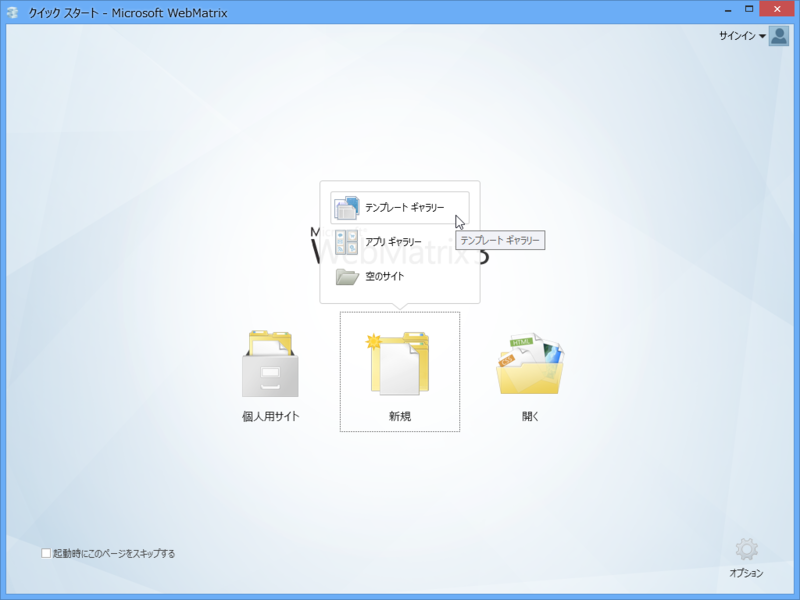 クイック スタート - Microsoft WebMatrix
サインイン
テンプレート ギャラリー
アプリ ギャラリー
テンプレート ギャラリー
WebMatrix 3
空のサイト
HTML
CSS
個人用サイト
新規
開く
起動時にこのページをスキップする
オプション